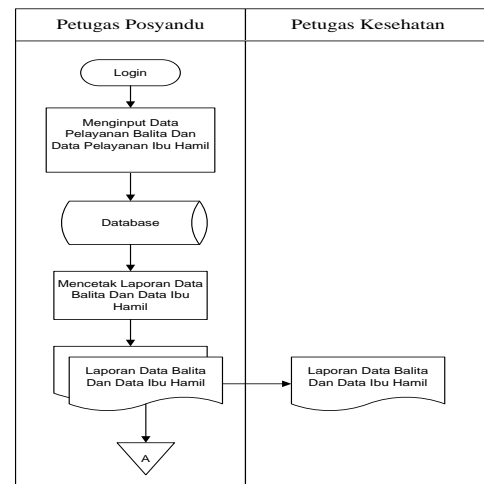 Petugas Posyandu
Petugas Kesehatan
Login
Menginput Data
Pelayanan Balita Dan
Data Pelayanan Ibu Hamil
Database
Mencetak Laporan Data
Balita Dan Data Ibu
Hamil
Laporan Data Balita
Dan Data Ibu Hamil
Laporan Data Balita
Dan Data Ibu Hamil
A